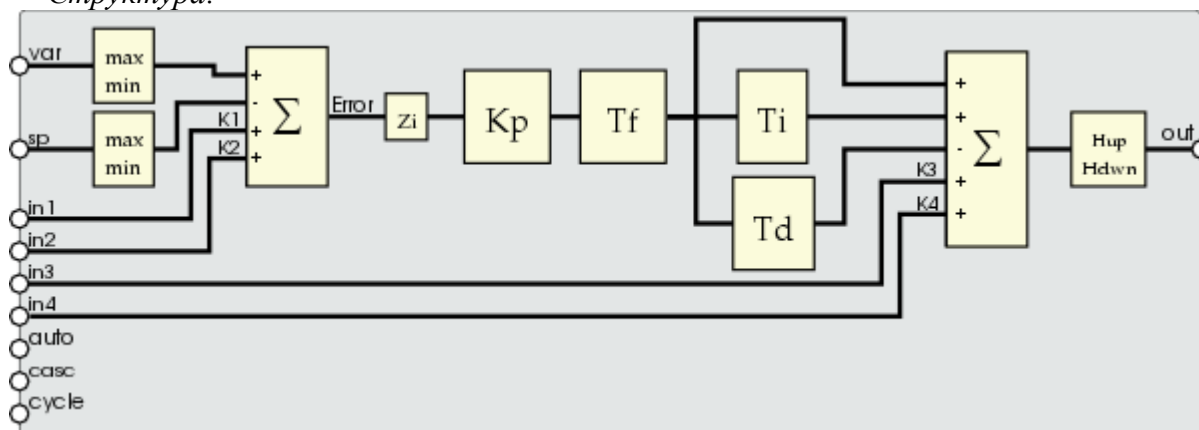 Структура:
var
max
min
+
-
K1
+
K2
+
Σ
Error
Zi
Kp
Tf
Ti
Td
+
+
-
K3
+
K4
+
Σ
Hup
Hdwn
out
sp
max
min
in1
in2
in3
in4
auto
casc
cycle